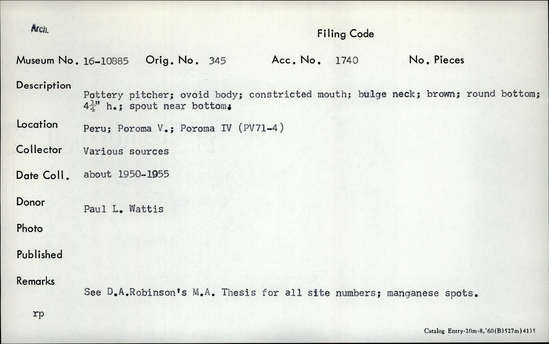 Arch.
Filing Code
Museum No. 16-10885 Orig. No. 345 Acc. No. 1740 No. Pieces
Description Pottery pitcher; ovoid body; constricted mouth; bulge neck; brown; round bottom;
4¾" h.; spout near bottom.
Location Peru; Poroma V.; Poroma IV (PV71-4)
Collector Various sources
Date Coll. about 1950-1955
Donor Paul L. Wattis
Photo
Published
Remarks
See D.A.Robinson's M.A. Thesis for all site numbers; manganese spots.
rp
Catalog Entry-20m-8,'60(B3527m)4135